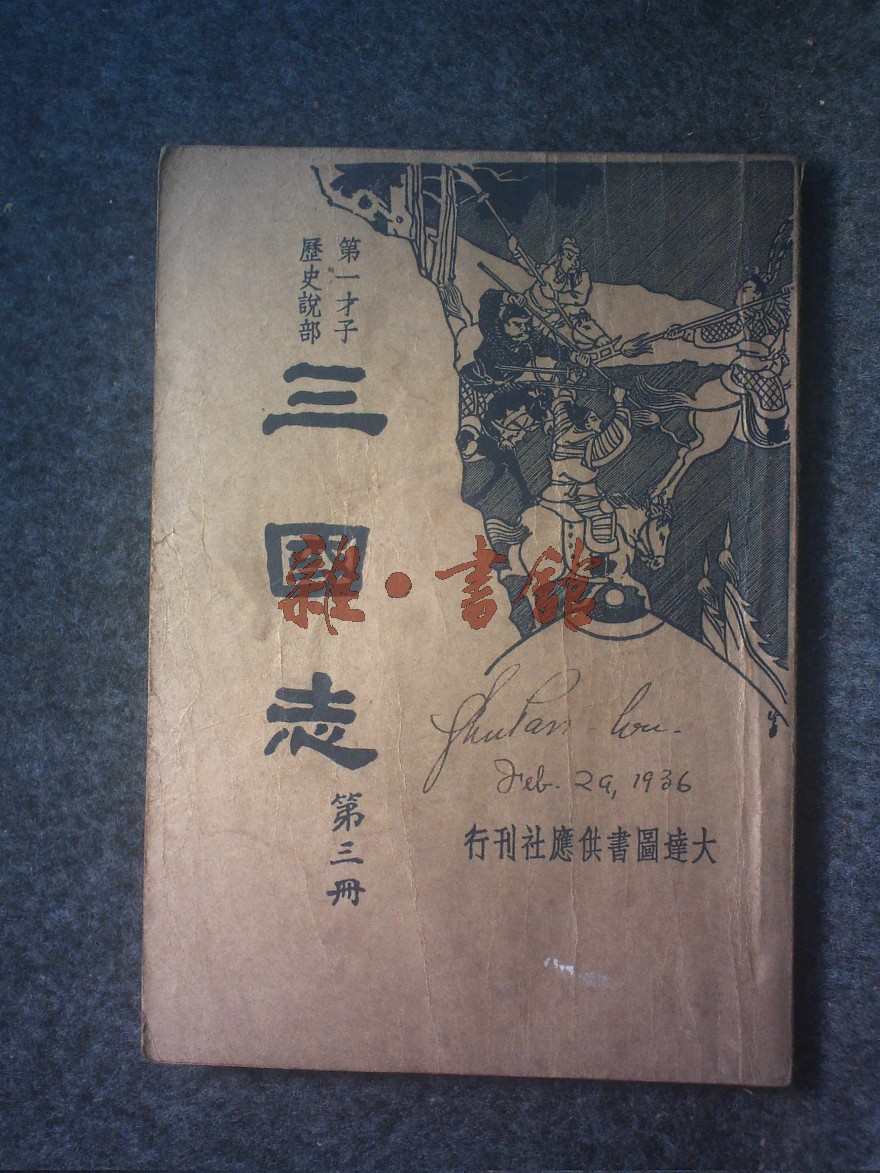 第一才子
歷史說部
三國志
第三冊
雜·書館
Feb. 29, 1936
大達圖書供應社刊行